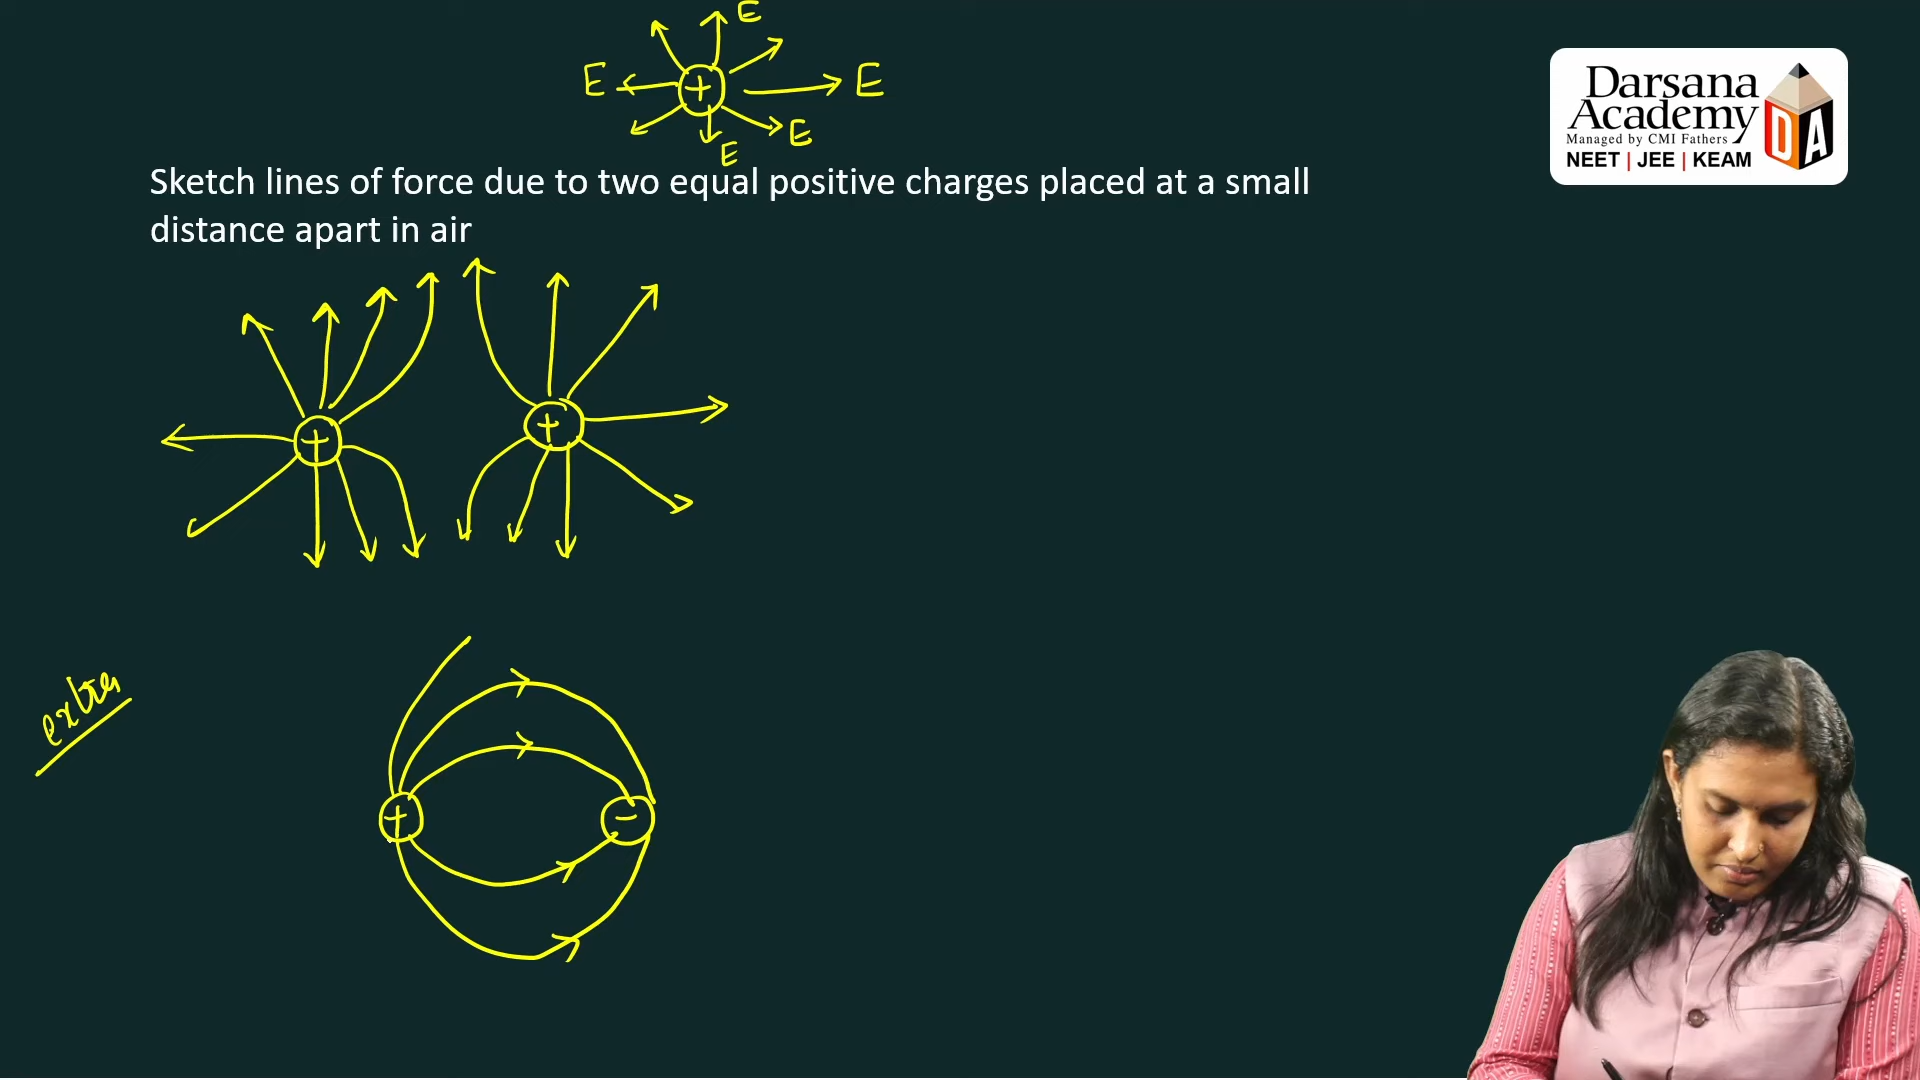 E
E + E
E
E
Darsana
Academy
Managed by CMI Fathers
NEET | JEE | KEAM
DA
Sketch lines of force due to two equal positive charges placed at a small
distance apart in air
+ +
extra
+ −